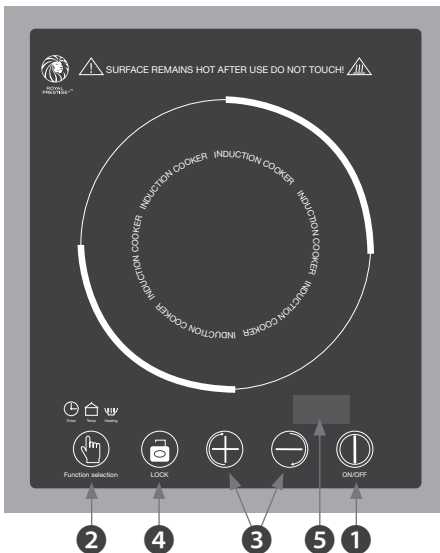 SURFACE REMAINS HOT AFTER USE DO NOT TOUCH!
ROYAL
PRESTIGE
INDUCTION COOKER INDUCTION COOKER INDUCTION COOKER INDUCTION COOKER INDUCTION COOKER INDUCTION COOKER
Timer Temp Heating
Function selection LOCK ON/OFF
2 4 3 5 1